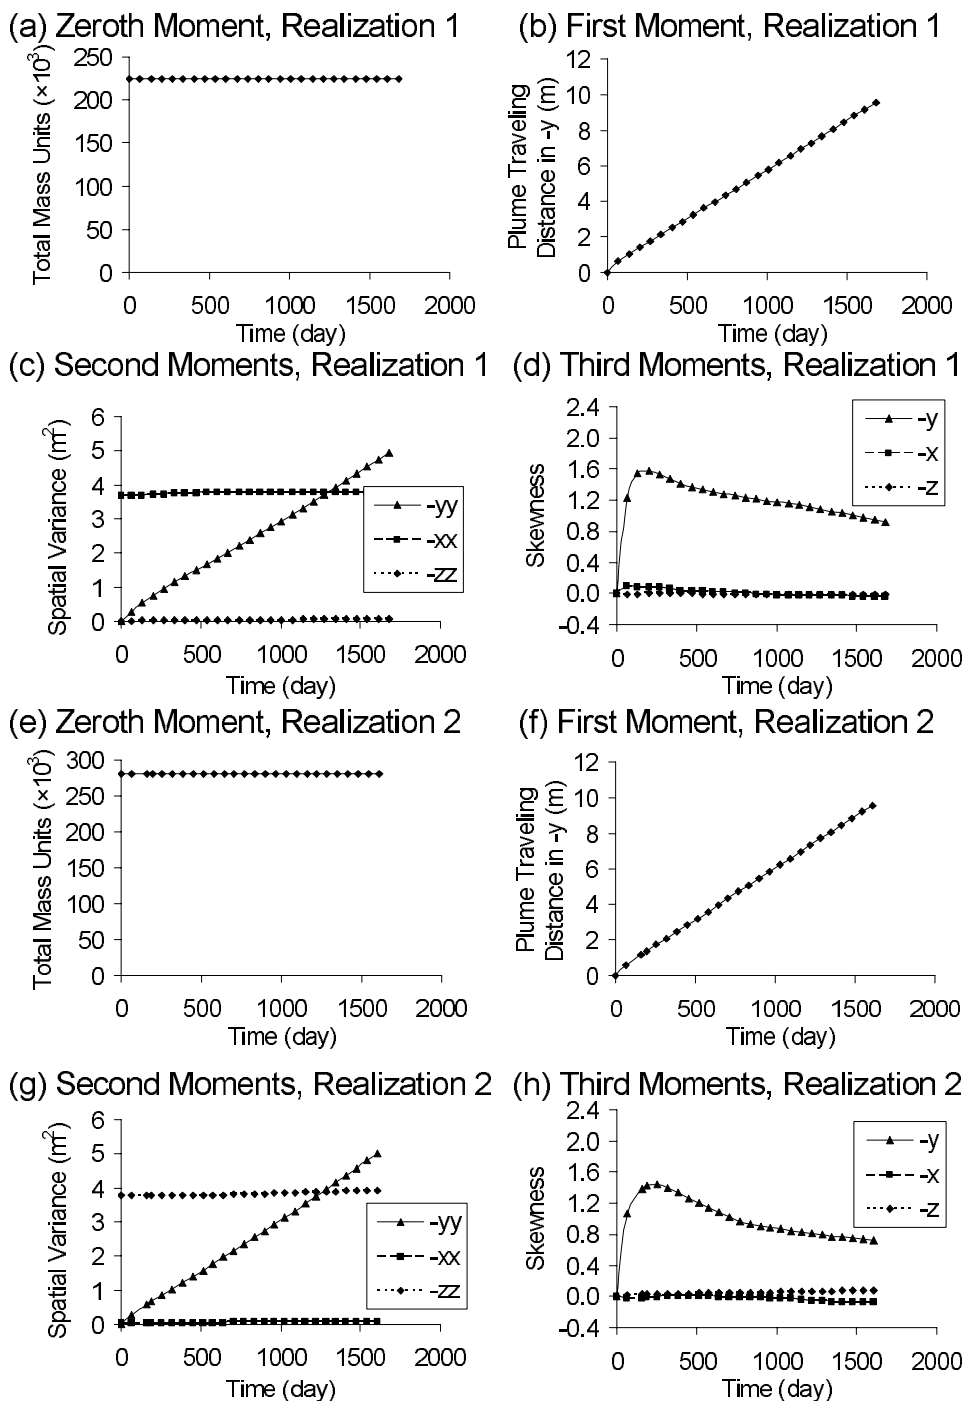 (a) Zeroth Moment, Realization 1
Total Mass Units (×10³)
250
200
150
100
50
0
0 500 1000 1500 2000
Time (day)
(b) First Moment, Realization 1
Plume Traveling
Distance in -y (m)
12
10
8
6
4
2
0
0 500 1000 1500 2000
Time (day)
(c) Second Moments, Realization 1
Spatial Variance (m²)
6
5
4
3
2
1
0
-yy
-xx
-zz
0 500 1000 1500 2000
Time (day)
(d) Third Moments, Realization 1
Skewness
2.4
2.0
1.6
1.2
0.8
0.4
0.0
-0.4
-y
-x
-z
0 500 1000 1500 2000
Time (day)
(e) Zeroth Moment, Realization 2
Total Mass Units (×10³)
300
250
200
150
100
50
0
0 500 1000 1500 2000
Time (day)
(f) First Moment, Realization 2
Plume Traveling
Distance in -y (m)
12
10
8
6
4
2
0
0 500 1000 1500 2000
Time (day)
(g) Second Moments, Realization 2
Spatial Variance (m²)
6
5
4
3
2
1
0
-yy
-xx
-zz
0 500 1000 1500 2000
Time (day)
(h) Third Moments, Realization 2
Skewness
2.4
2.0
1.6
1.2
0.8
0.4
0.0
-0.4
-y
-x
-z
0 500 1000 1500 2000
Time (day)